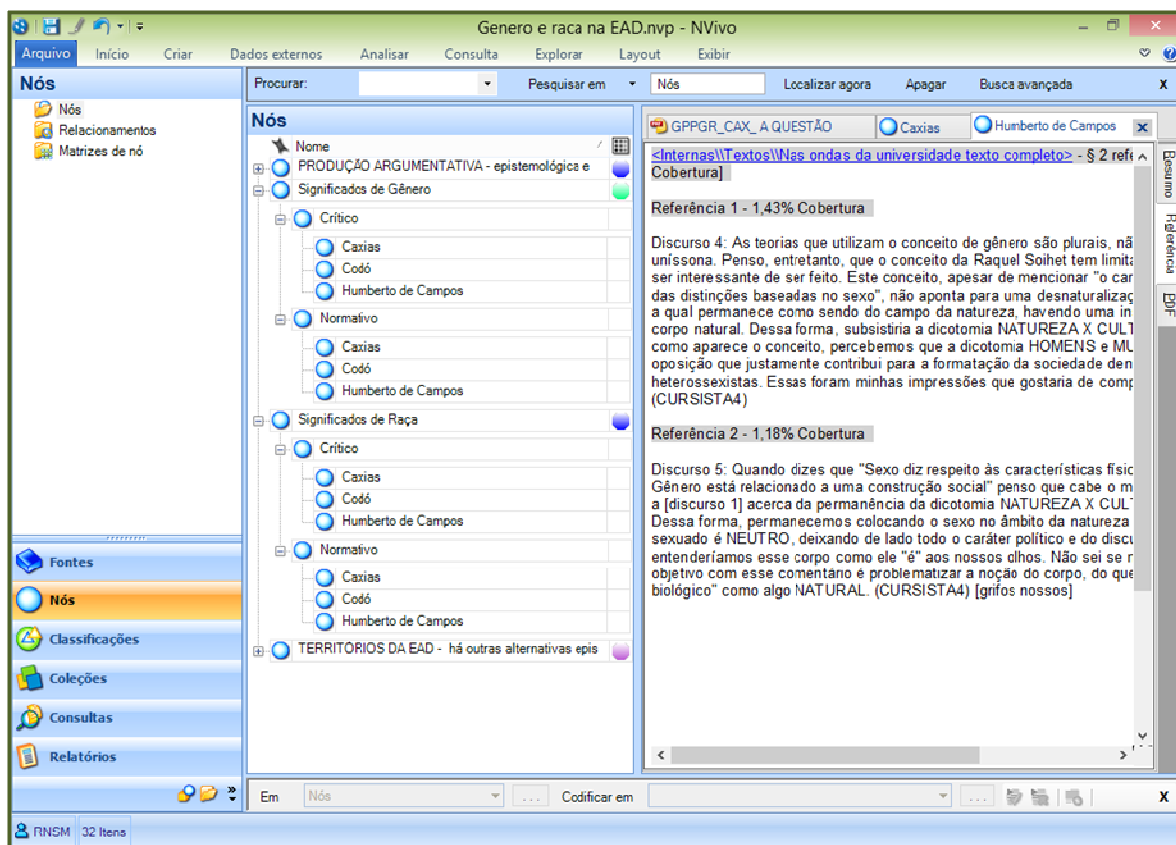 Genero e raca na EAD.nvp - NVivo
Arquivo Início Criar Dados externos Analisar Consulta Explorar Layout Exibir
Nós
Nós
Relacionamentos
Matrizes de nó
Fontes
Nós
Classificações
Coleções
Consultas
Relatórios
Procurar: Pesquisar em Nós Localizar agora Apagar Busca avançada X
Nós
Nome
PRODUÇÃO ARGUMENTATIVA - epistemológica e
Significados de Gênero
Crítico
Caxias
Codó
Humberto de Campos
Normativo
Caxias
Codó
Humberto de Campos
Significados de Raça
Crítico
Caxias
Codó
Humberto de Campos
Normativo
Caxias
Codó
Humberto de Campos
TERRITORIOS DA EAD - há outras alternativas epis
GPPGR_CAX_ A QUESTÃO Caxias Humberto de Campos
<Internas\\Textos\\Nas ondas da universidade texto completo> - § 2 refe
Cobertura]
Referência 1 - 1,43% Cobertura
Discurso 4: As teorias que utilizam o conceito de gênero são plurais, nã
uníssona. Penso, entretanto, que o conceito da Raquel Soihet tem limita
ser interessante de ser feito. Este conceito, apesar de mencionar "o car
das distinções baseadas no sexo", não aponta para uma desnaturalizaç
a qual permanece como sendo do campo da natureza, havendo uma in
corpo natural. Dessa forma, subsistiria a dicotomia NATUREZA X CULT
como aparece o conceito, percebemos que a dicotomia HOMENS e MU
oposição que justamente contribui para a formatação da sociedade den
heterossexistas. Essas foram minhas impressões que gostaria de comp
(CURSISTA4)
Referência 2 - 1,18% Cobertura
Discurso 5: Quando dizes que "Sexo diz respeito às características físic
Gênero está relacionado a uma construção social" penso que cabe o m
a [discurso 1] acerca da permanência da dicotomia NATUREZA X CULT
Dessa forma, permanecemos colocando o sexo no âmbito da natureza
sexuado é NEUTRO, deixando de lado todo o caráter político e do discu
entenderíamos esse corpo como ele "é" aos nossos olhos. Não sei se r
objetivo com esse comentário é problematizar a noção do corpo, do que
biológico" como algo NATURAL. (CURSISTA4) [grifos nossos]
Resumo
Referência
PDF
Em Nós ... Codificar em ... X
RNSM 32 Itens